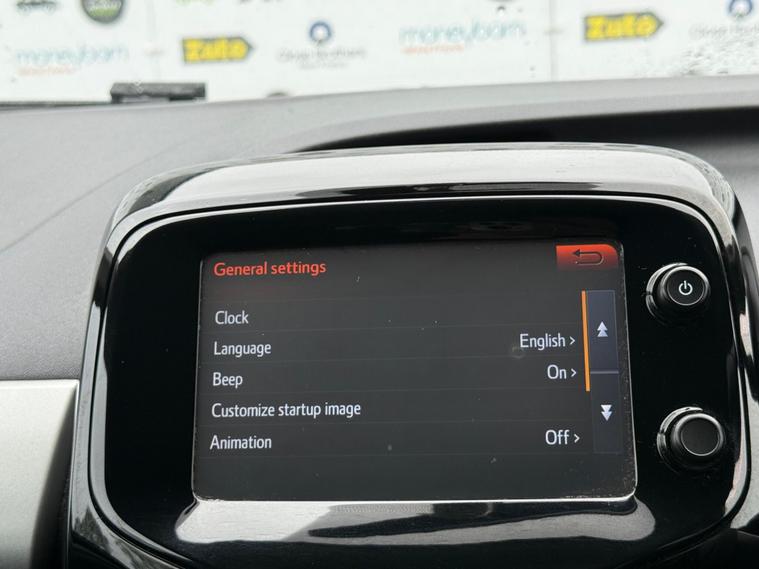 moneybarn
Zuto
moneybarn
Zuto
General settings
Clock
Language English >
Beep On >
Customize startup image
Animation Off >